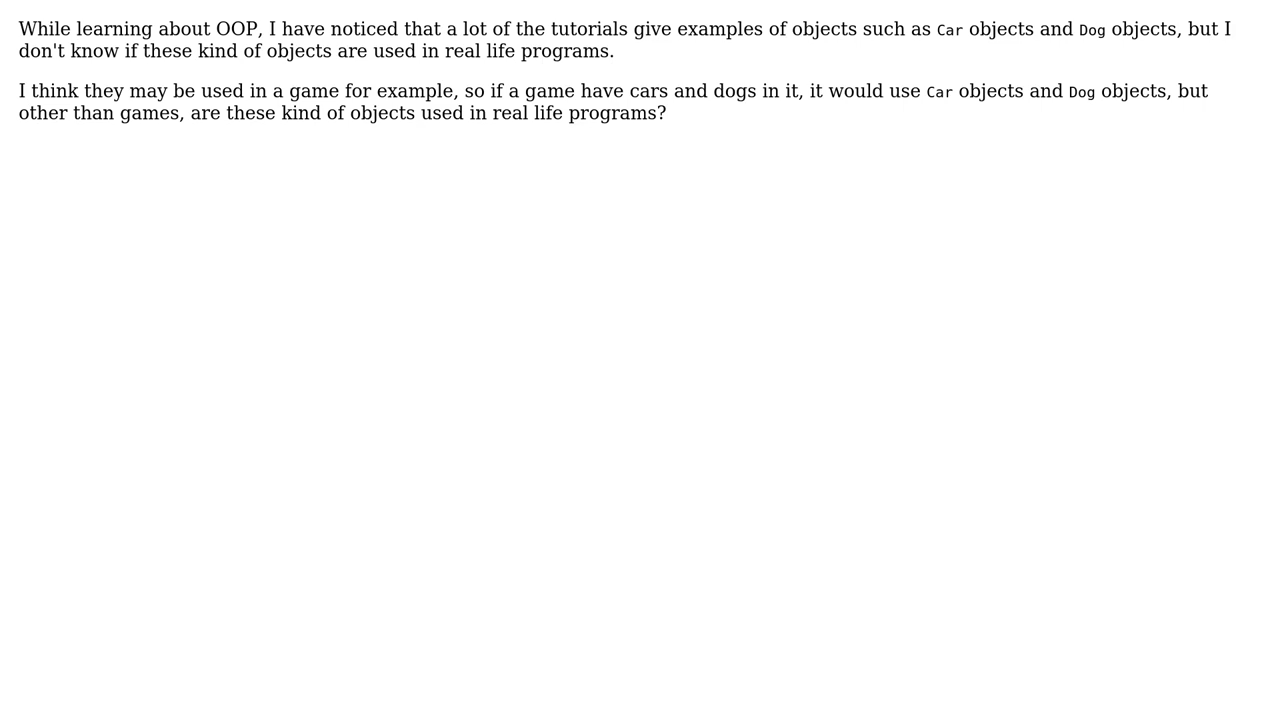 While learning about OOP, I have noticed that a lot of the tutorials give examples of objects such as Car objects and Dog objects, but I
don't know if these kind of objects are used in real life programs.
I think they may be used in a game for example, so if a game have cars and dogs in it, it would use Car objects and Dog objects, but
other than games, are these kind of objects used in real life programs?